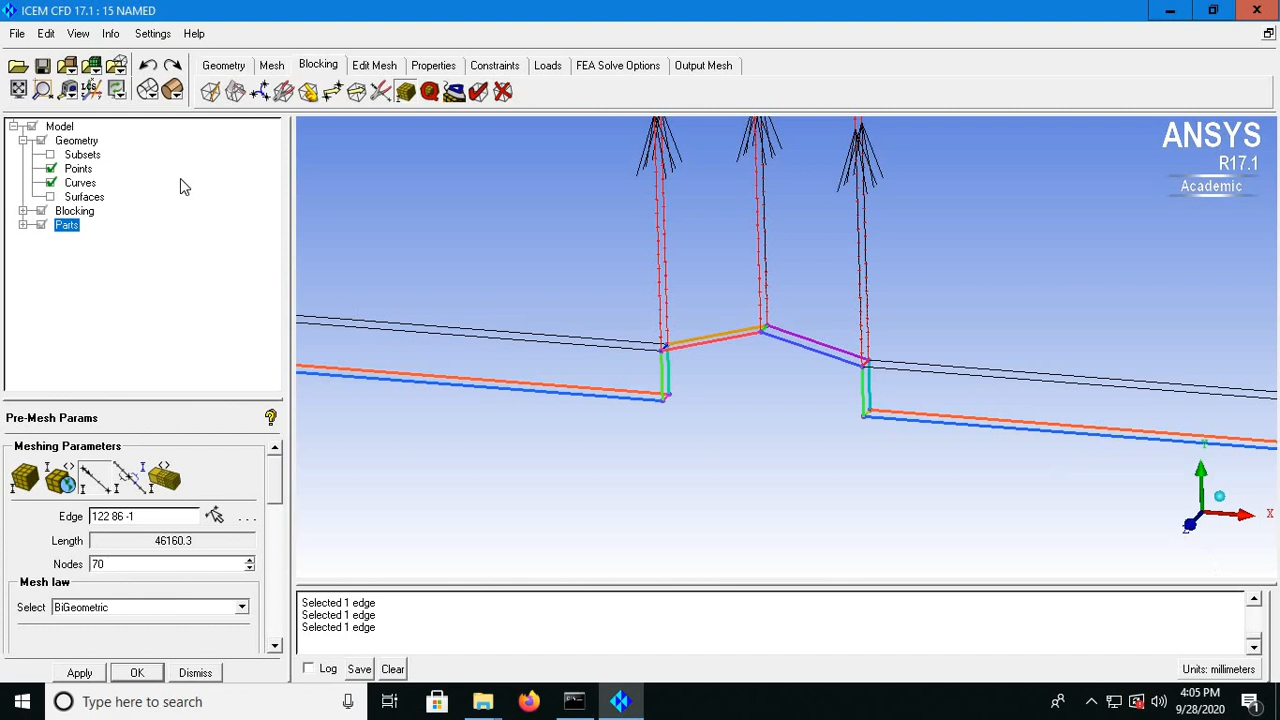 ICEM CFD 17.1 : 15 NAMED
File Edit View Info Settings Help
Geometry Mesh Blocking Edit Mesh Properties Constraints Loads FEA Solve Options Output Mesh
LCS
Model
Geometry
Subsets
Points
Curves
Surfaces
Blocking
Parts
ANSYS
R17.1
Academic
Pre-Mesh Params
Meshing Parameters
Edge 122 86 -1 ...
Length 46160.3
Nodes 70
Mesh law
Select BiGeometric
Apply OK Dismiss
Y
X
Z
Selected 1 edge
Selected 1 edge
Selected 1 edge
Log Save Clear
Units: millimeters
Type here to search
4:05 PM
9/28/2020
1